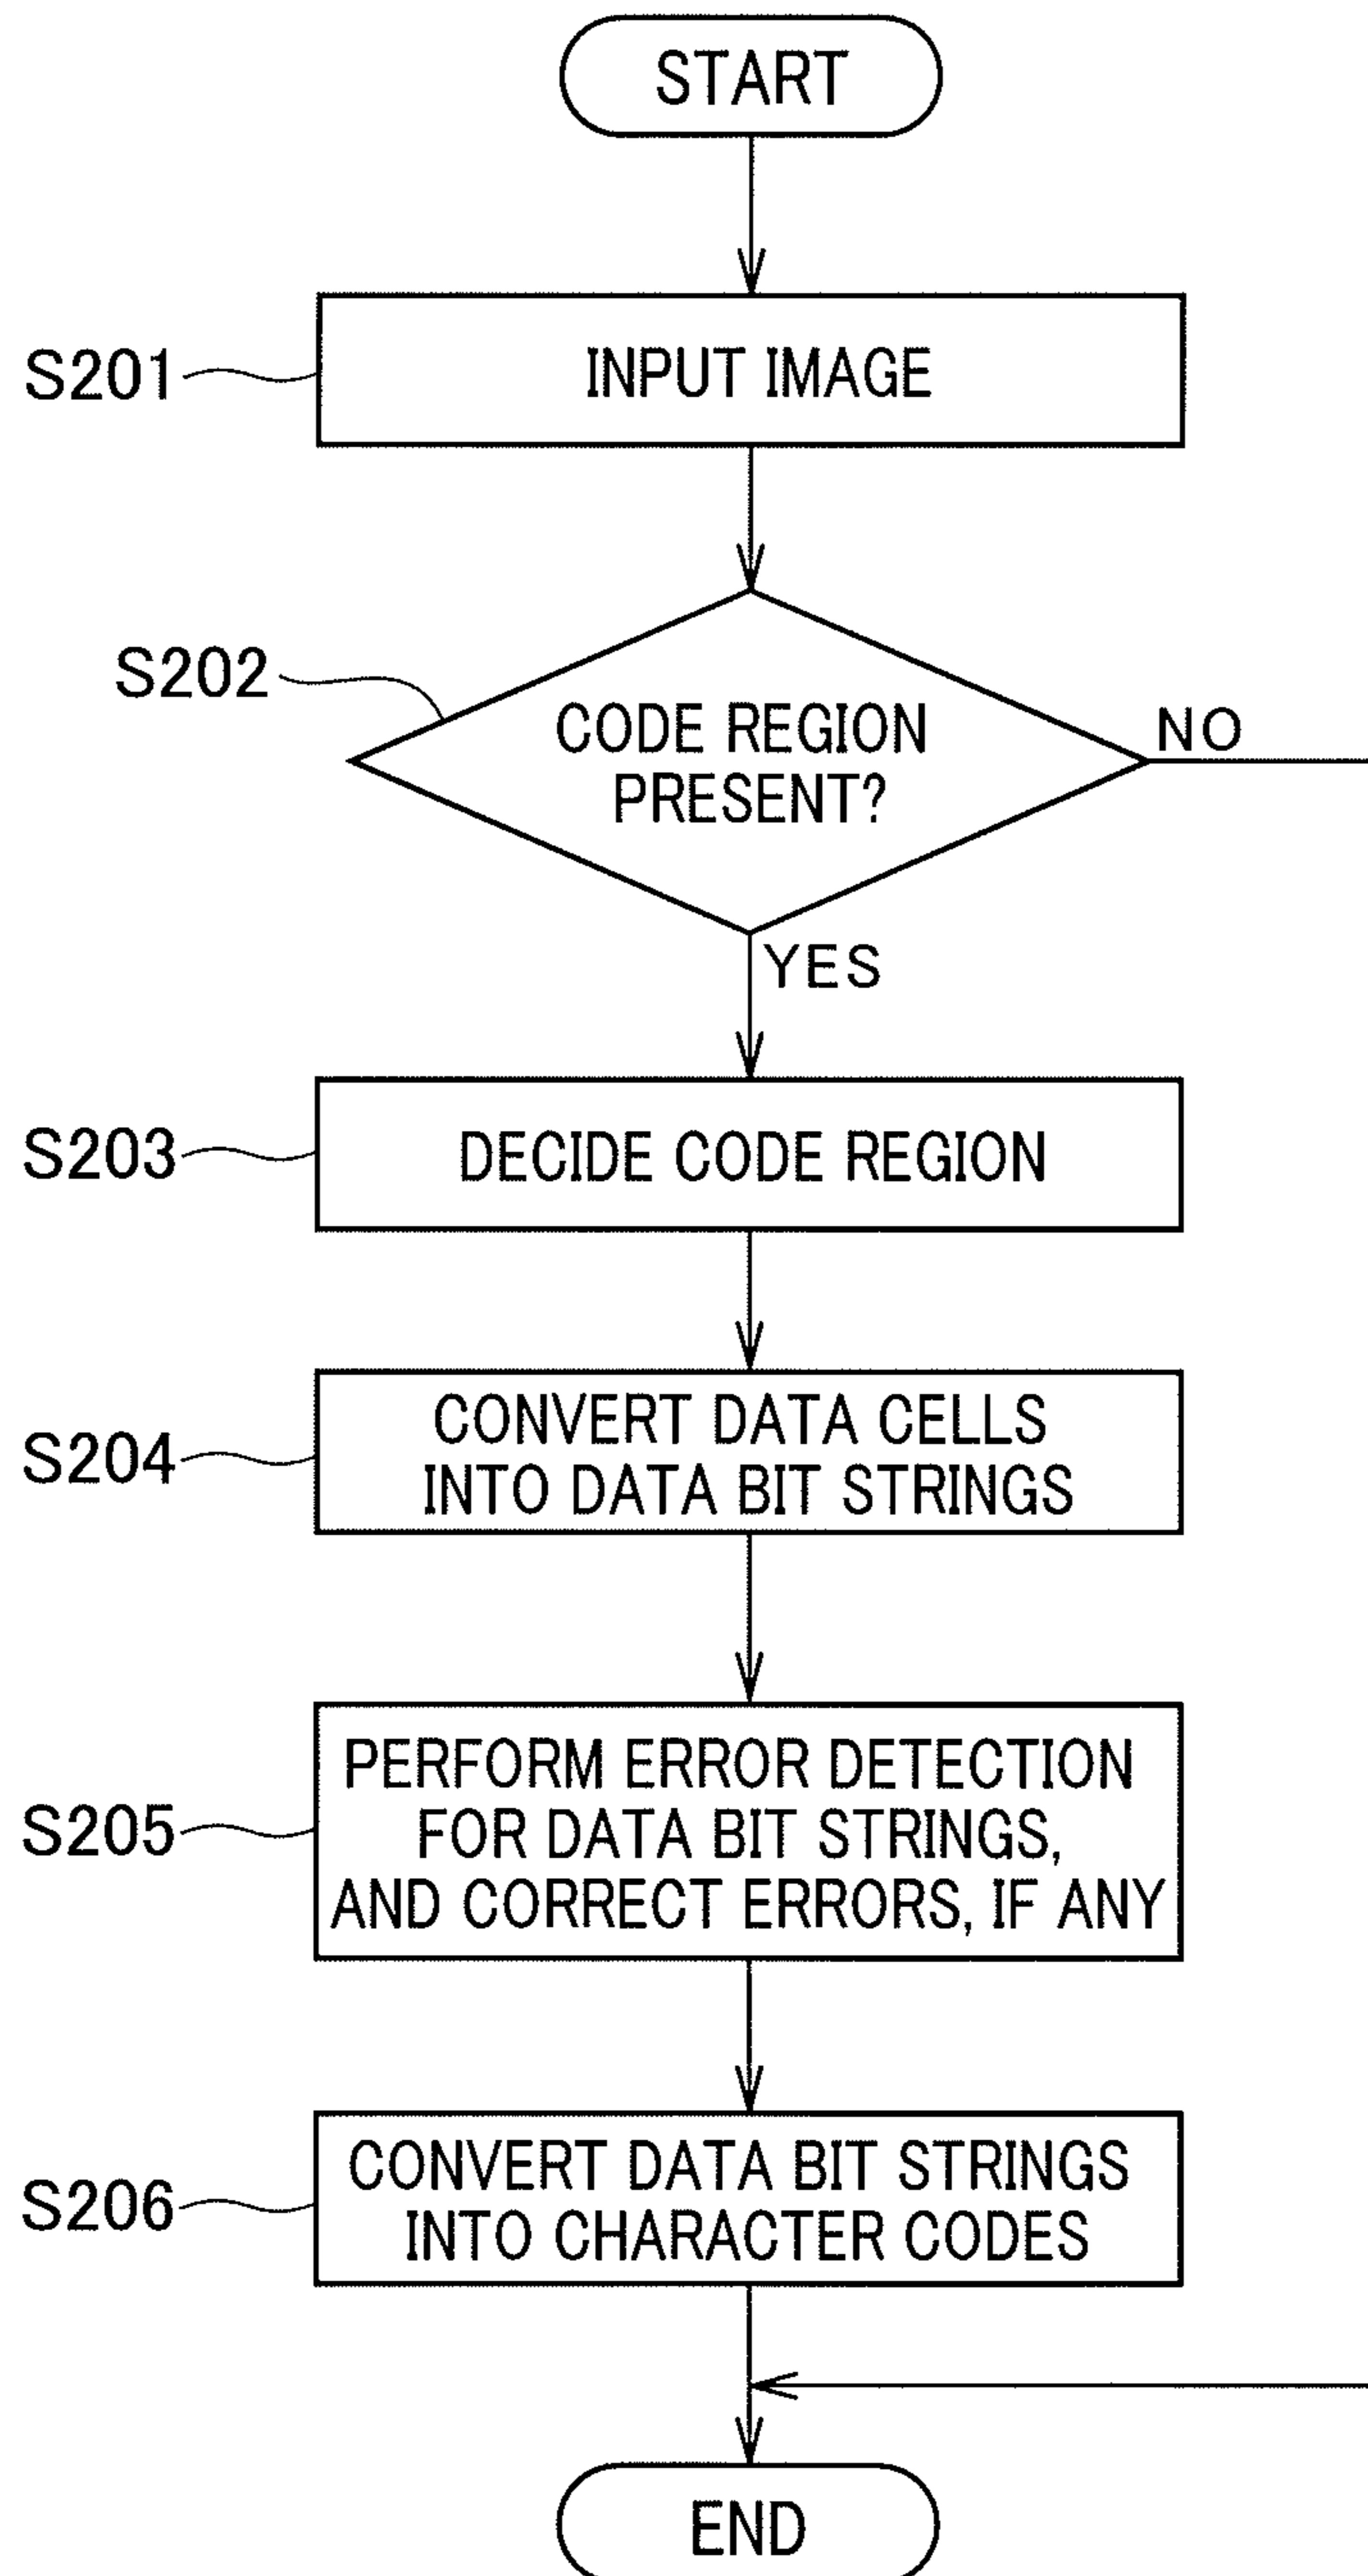 START
S201
INPUT IMAGE
S202
CODE REGION
PRESENT?
NO
YES
S203
DECIDE CODE REGION
S204
CONVERT DATA CELLS
INTO DATA BIT STRINGS
S205
PERFORM ERROR DETECTION
FOR DATA BIT STRINGS,
AND CORRECT ERRORS, IF ANY
S206
CONVERT DATA BIT STRINGS
INTO CHARACTER CODES
END